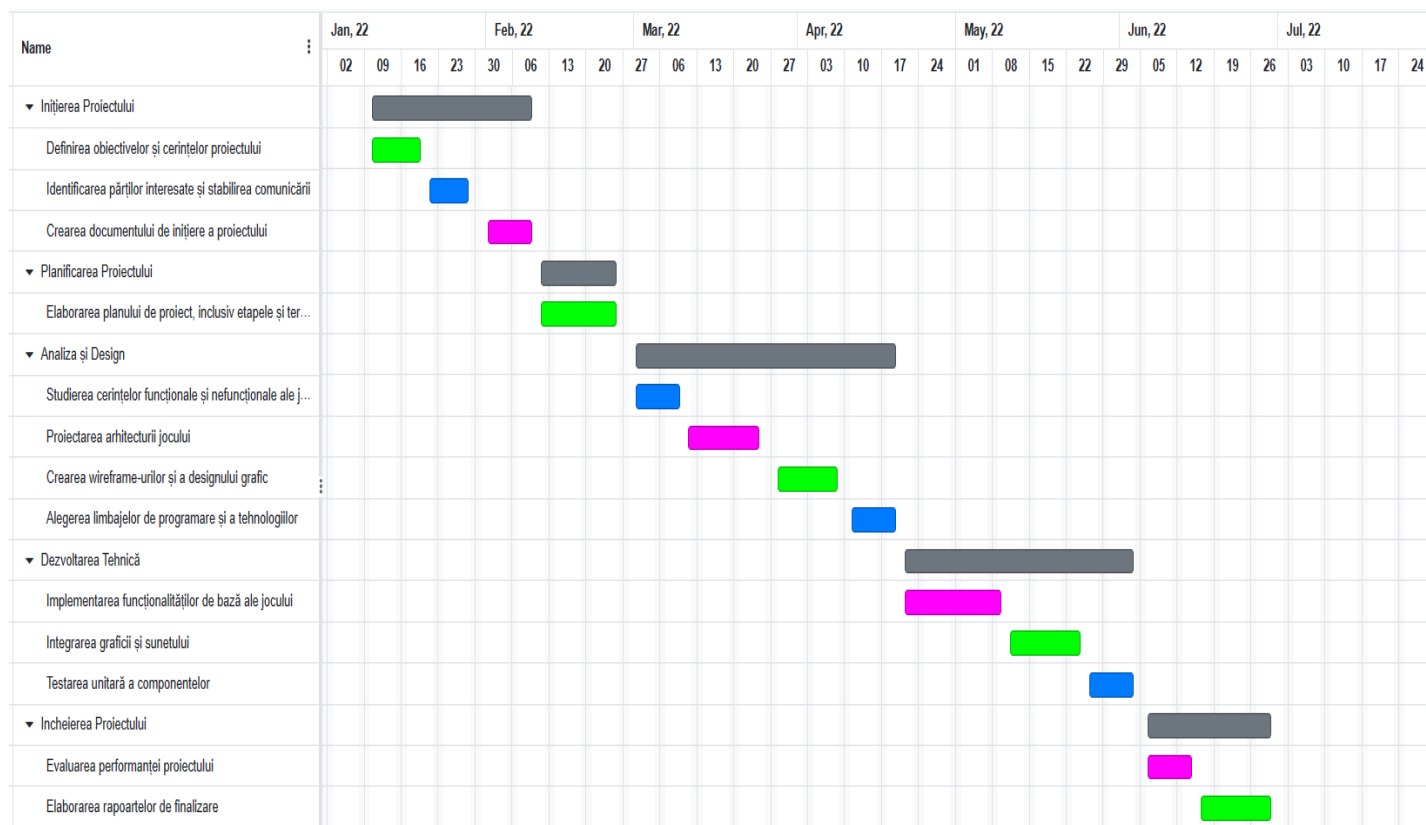 Name
Jan, 22 Feb, 22 Mar, 22 Apr, 22 May, 22 Jun, 22 Jul, 22
02 09 16 23 30 06 13 20 27 06 13 20 27 03 10 17 24 01 08 15 22 29 05 12 19 26 03 10 17 24
Inițierea Proiectului
Definirea obiectivelor și cerințelor proiectului
Identificarea părților interesate și stabilirea comunicării
Crearea documentului de inițiere a proiectului
Planificarea Proiectului
Elaborarea planului de proiect, inclusiv etapele și ter...
Analiza și Design
Studierea cerințelor funcționale și nefuncționale ale j...
Proiectarea arhitecturii jocului
Crearea wireframe-urilor și a designului grafic
Alegerea limbajelor de programare și a tehnologiilor
Dezvoltarea Tehnică
Implementarea funcționalităților de bază ale jocului
Integrarea graficii și sunetului
Testarea unitară a componentelor
Incheierea Proiectului
Evaluarea performanței proiectului
Elaborarea rapoartelor de finalizare